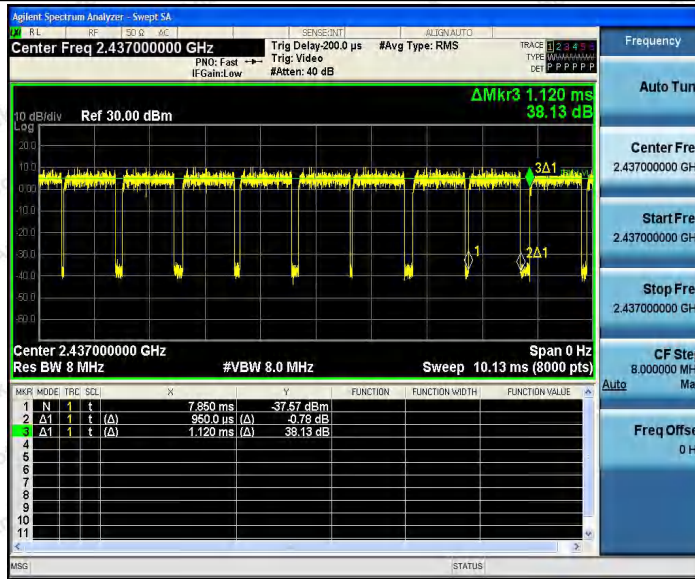 Agilent Spectrum Analyzer - Swept SA
RL RF 50 Ω AC SENSE:INT ALIGN AUTO
Center Freq 2.437000000 GHz
PNO: Fast
IFGain:Low
Trig Delay-200.0 µs
Trig: Video
#Atten: 40 dB
#Avg Type: RMS
TRACE 1 2 3 4 5 6
TYPE
DET P P P P P P
ΔMkr3 1.120 ms
38.13 dB
10 dB/div Ref 30.00 dBm
Log
20.0
10.0
0.00
-10.0
-20.0
-30.0
-40.0
-50.0
-60.0
3Δ1
1
2Δ1
Center 2.437000000 GHz Span 0 Hz
Res BW 8 MHz #VBW 8.0 MHz Sweep 10.13 ms (8000 pts)
MKR MODE TRC SCL X Y FUNCTION FUNCTION WIDTH FUNCTION VALUE
1 N 1 t 7.850 ms -37.57 dBm
2 Δ1 1 t (Δ) 950.0 µs (Δ) -0.78 dB
3 Δ1 1 t (Δ) 1.120 ms (Δ) 38.13 dB
4
5
6
7
8
9
10
11
MSG STATUS
Frequency
Auto Tun
Center Fre
2.437000000 GH
Start Fre
2.437000000 GH
Stop Fre
2.437000000 GH
CF Ste
8.000000 MH
Auto Ma
Freq Offse
0 H